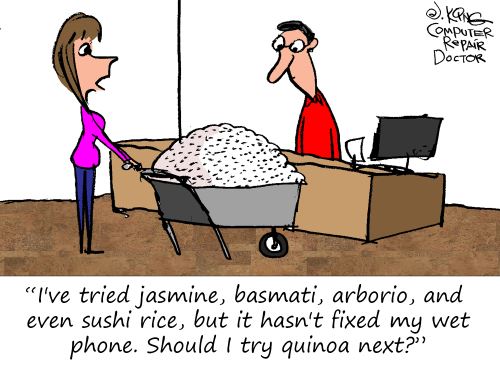 J. KONG
COMPUTER
REPAIR
DOCTOR
“I've tried jasmine, basmati, arborio, and
even sushi rice, but it hasn't fixed my wet
phone. Should I try quinoa next?”